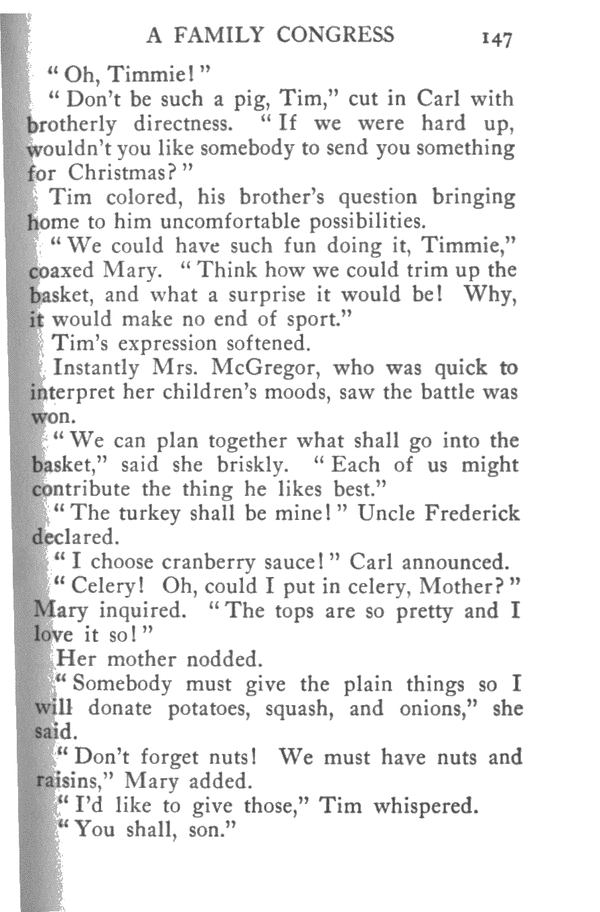 A FAMILY CONGRESS 147
“Oh, Timmie!”
“Don’t be such a pig, Tim,” cut in Carl with
brotherly directness. “If we were hard up,
wouldn’t you like somebody to send you something
for Christmas?”
Tim colored, his brother’s question bringing
home to him uncomfortable possibilities.
“We could have such fun doing it, Timmie,”
coaxed Mary. “Think how we could trim up the
basket, and what a surprise it would be! Why,
it would make no end of sport.”
Tim’s expression softened.
Instantly Mrs. McGregor, who was quick to
interpret her children’s moods, saw the battle was
won.
“We can plan together what shall go into the
basket,” said she briskly. “Each of us might
contribute the thing he likes best.”
“The turkey shall be mine!” Uncle Frederick
declared.
“I choose cranberry sauce!” Carl announced.
“Celery! Oh, could I put in celery, Mother?”
Mary inquired. “The tops are so pretty and I
love it so!”
Her mother nodded.
“Somebody must give the plain things so I
will donate potatoes, squash, and onions,” she
said.
“Don’t forget nuts! We must have nuts and
raisins,” Mary added.
“I’d like to give those,” Tim whispered.
“You shall, son.”